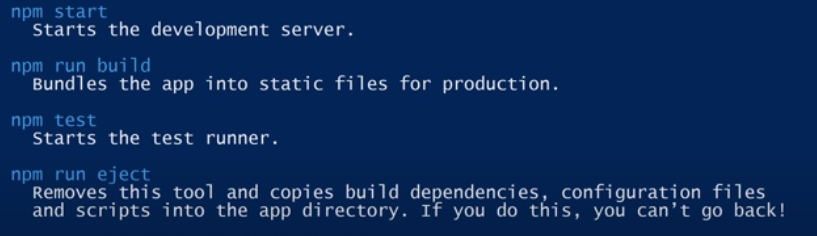 npm start
Starts the development server.
npm run build
Bundles the app into static files for production.
npm test
Starts the test runner.
npm run eject
Removes this tool and copies build dependencies, configuration files
and scripts into the app directory. If you do this, you can't go back!